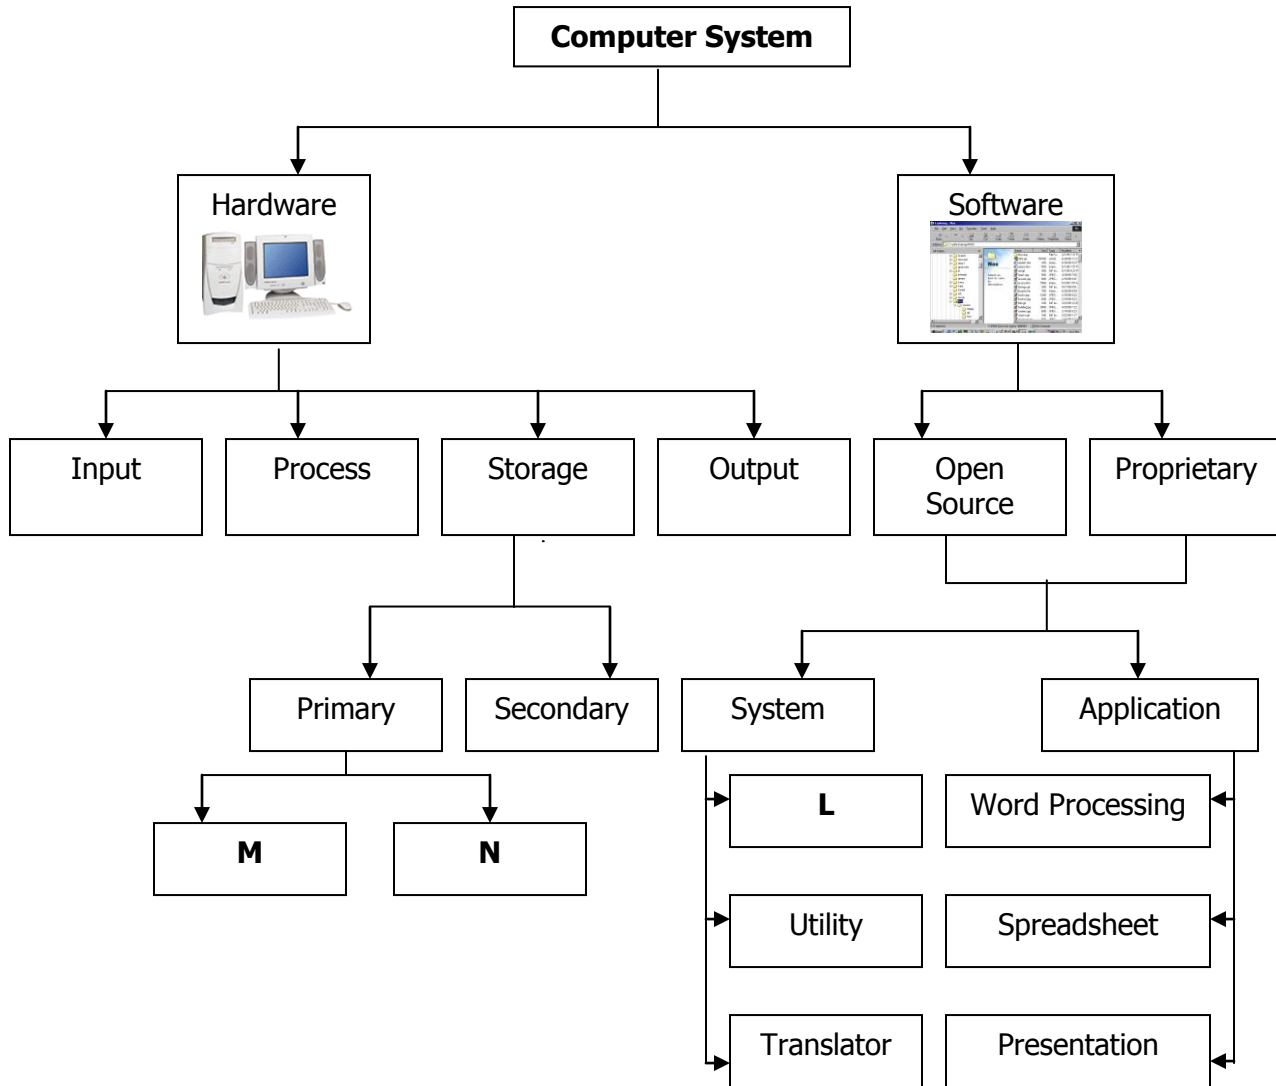 Computer System
Hardware
Software
Input
Process
Storage
Output
Open
Source
Proprietary
Primary
Secondary
System
Application
M
N
L
Word Processing
Utility
Spreadsheet
Translator
Presentation